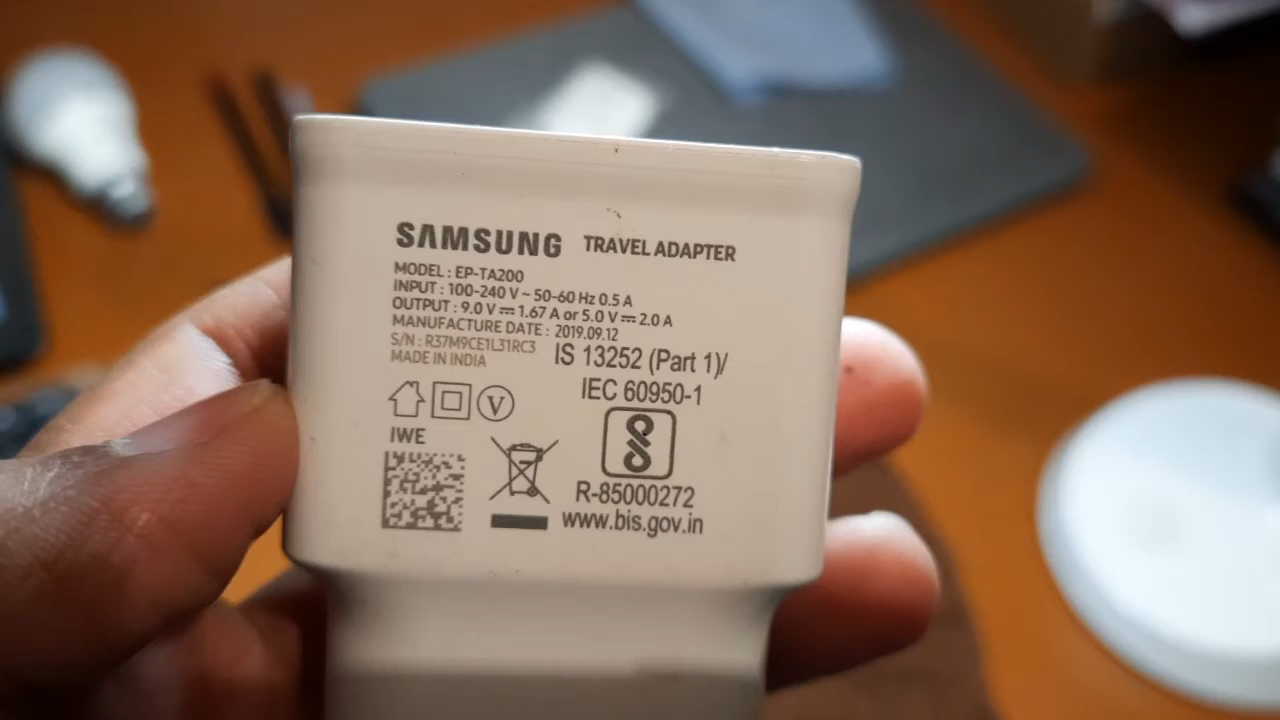 SAMSUNG TRAVEL ADAPTER
MODEL : EP-TA200
INPUT : 100-240 V ~ 50-60 Hz 0.5 A
OUTPUT : 9.0 V ⎓ 1.67 A or 5.0 V ⎓ 2.0 A
MANUFACTURE DATE : 2019.09.12
S/N : R37M9CE1L31RC3
MADE IN INDIA
IS 13252 (Part 1)/
IEC 60950-1
V
IWE
R-85000272
www.bis.gov.in